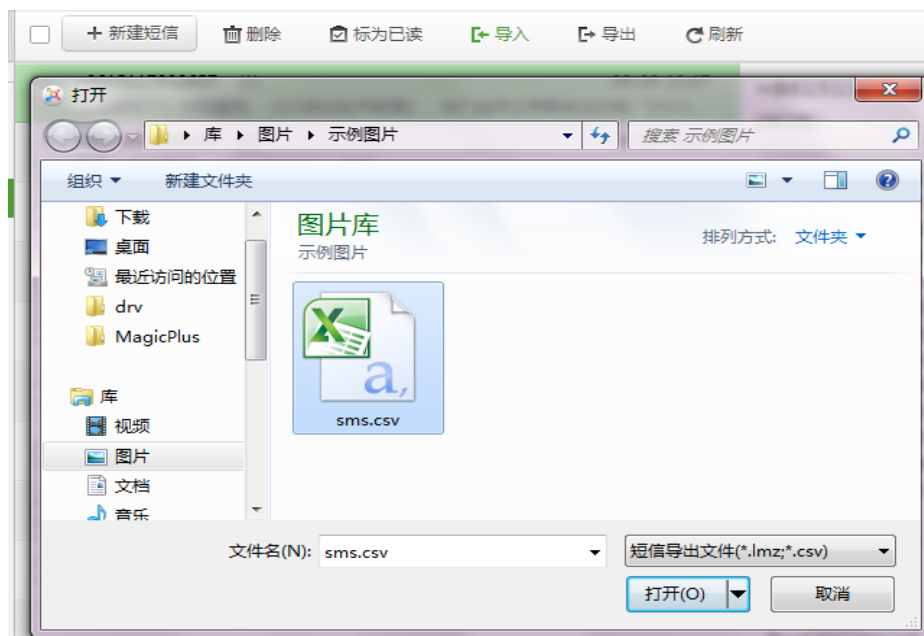 新建短信 删除 标为已读 导入 导出 刷新
打开
库 图片 示例图片 搜索 示例图片
组织 新建文件夹
下载
桌面
最近访问的位置
drv
MagicPlus
库
视频
图片
文档
音乐
图片库
示例图片
排列方式: 文件夹
a,
sms.csv
文件名(N): sms.csv 短信导出文件(*.lmz;*.csv)
打开(O) 取消